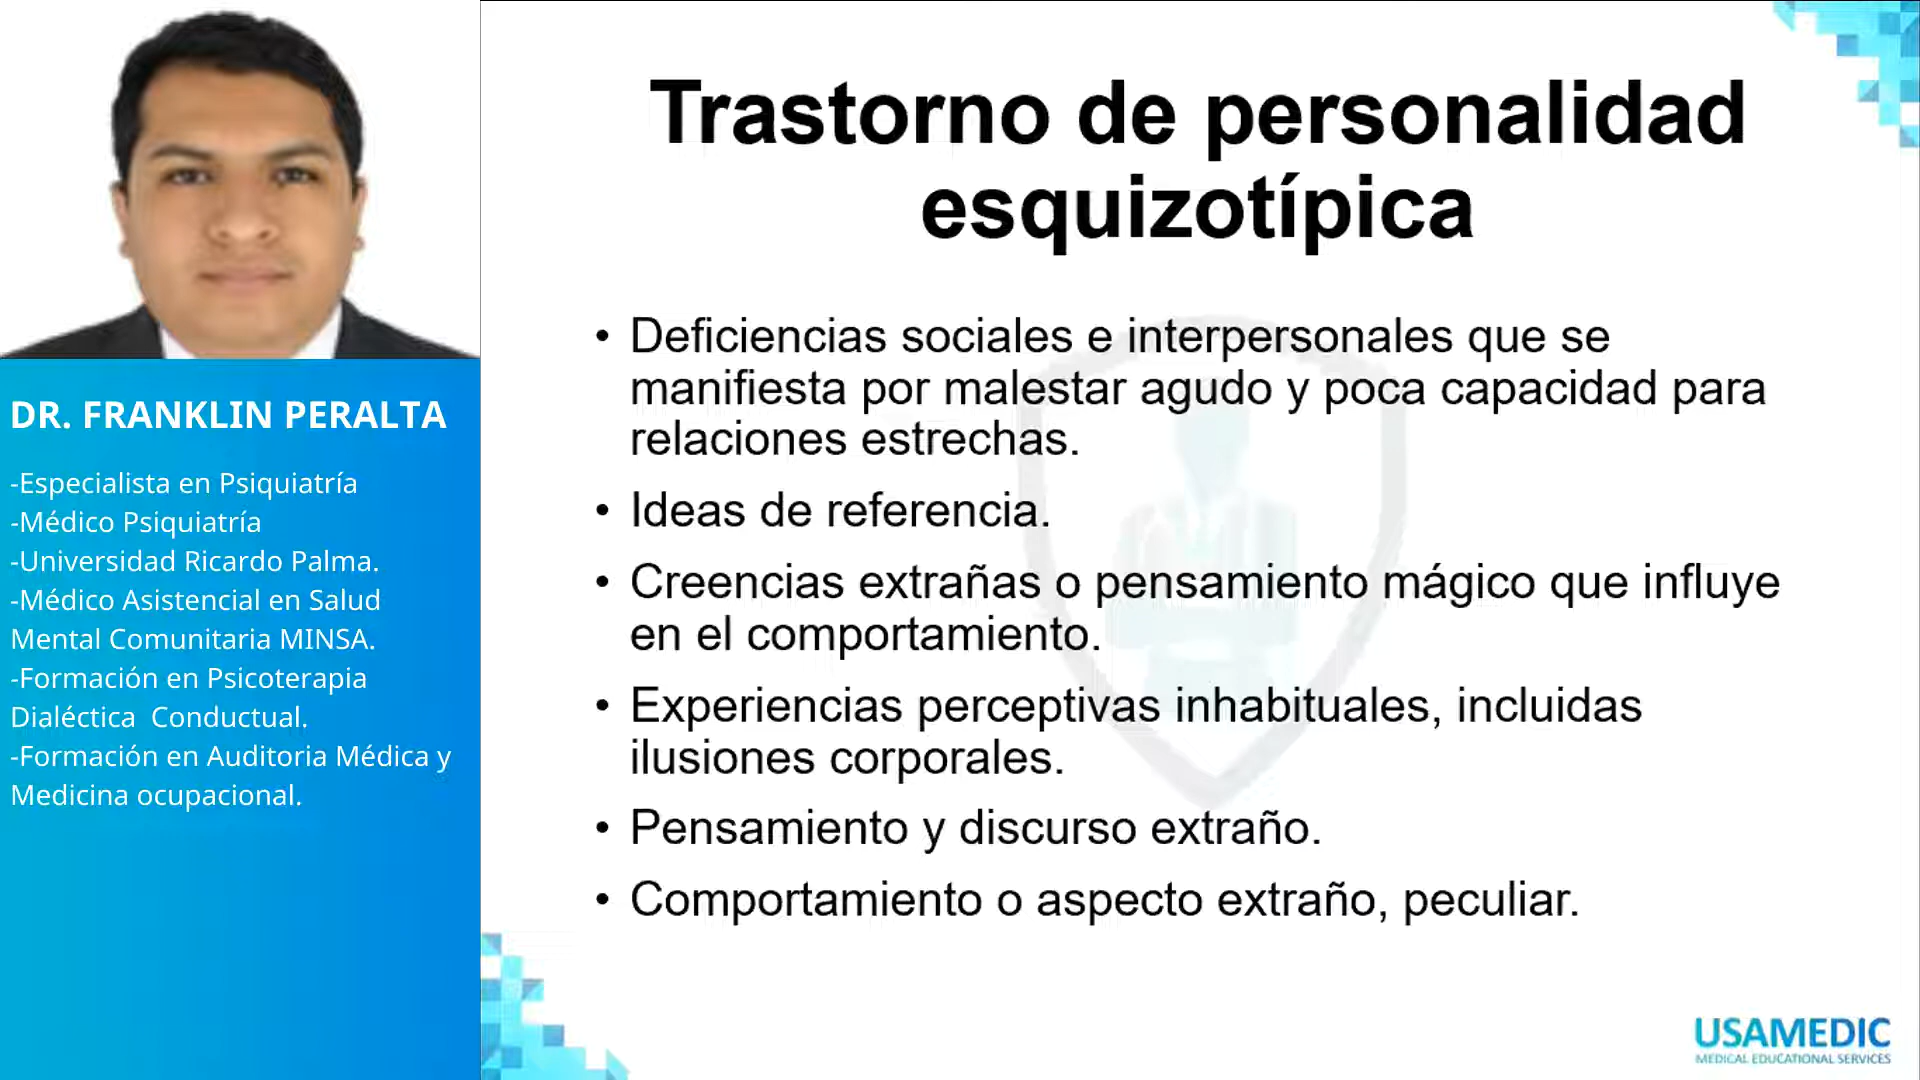 DR. FRANKLIN PERALTA
-Especialista en Psiquiatría
-Médico Psiquiatría
-Universidad Ricardo Palma.
-Médico Asistencial en Salud
Mental Comunitaria MINSA.
-Formación en Psicoterapia
Dialéctica  Conductual.
-Formación en Auditoria Médica y
Medicina ocupacional.
Trastorno de personalidad
esquizotípica
• Deficiencias sociales e interpersonales que se
manifiesta por malestar agudo y poca capacidad para
relaciones estrechas.
• Ideas de referencia.
• Creencias extrañas o pensamiento mágico que influye
en el comportamiento.
• Experiencias perceptivas inhabituales, incluidas
ilusiones corporales.
• Pensamiento y discurso extraño.
• Comportamiento o aspecto extraño, peculiar.
USAMEDIC
MEDICAL EDUCATIONAL SERVICES